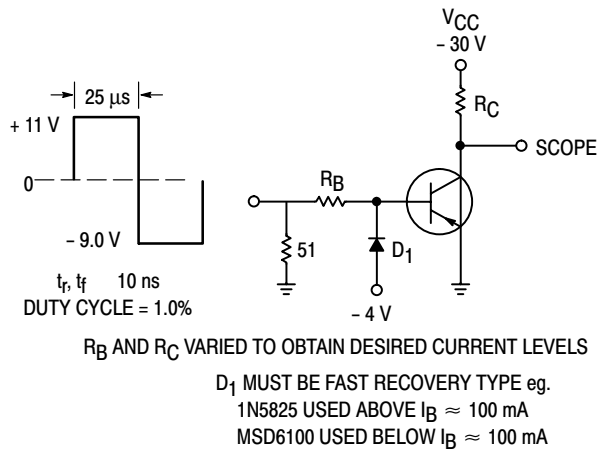 VCC
– 30 V
25 μs
RC
+ 11 V
SCOPE
RB
0
51
D1
– 9.0 V
tr, tf 10 ns
– 4 V
DUTY CYCLE = 1.0%
RB AND RC VARIED TO OBTAIN DESIRED CURRENT LEVELS
D1 MUST BE FAST RECOVERY TYPE eg.
1N5825 USED ABOVE IB ≈ 100 mA
MSD6100 USED BELOW IB ≈ 100 mA